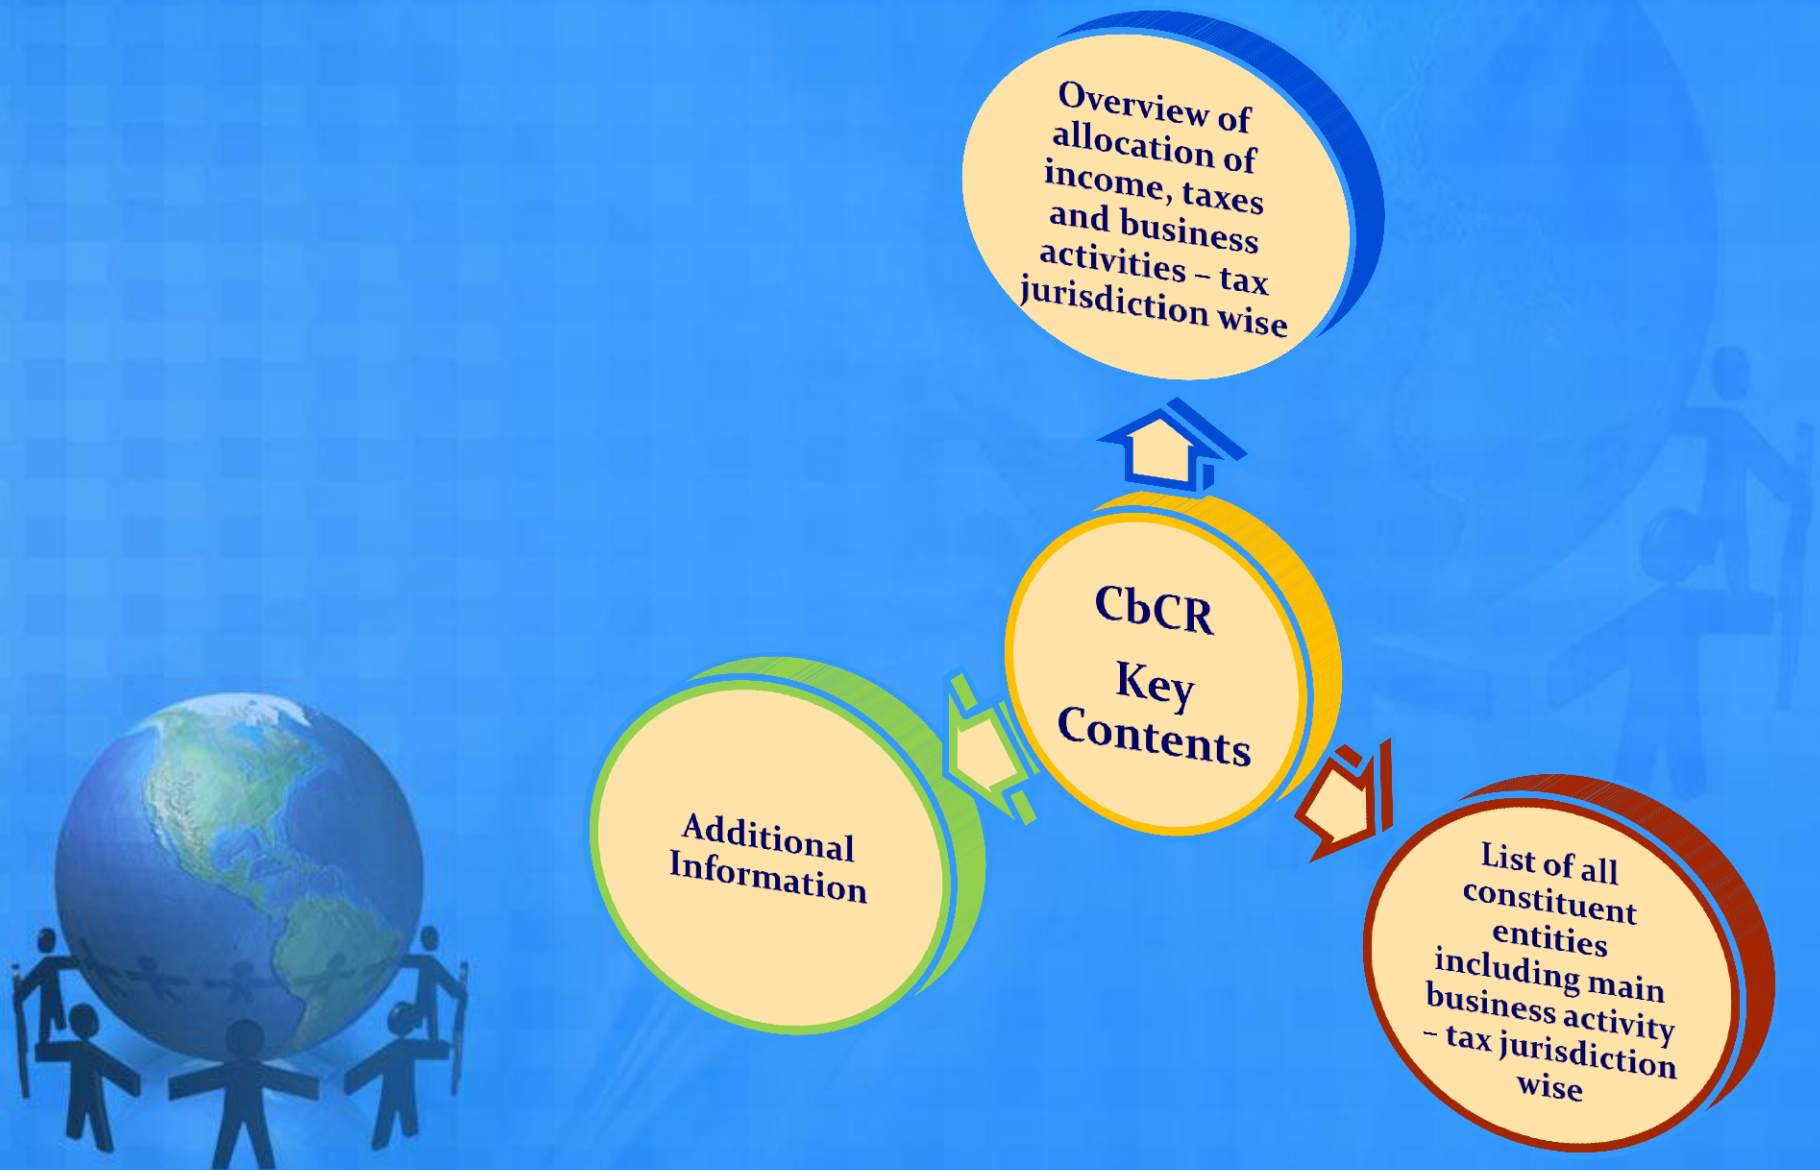 Overview of
allocation of
income, taxes
and business
activities – tax
jurisdiction wise
CbCR
Key
Contents
Additional
Information
List of all
constituent
entities
including main
business activity
– tax jurisdiction
wise